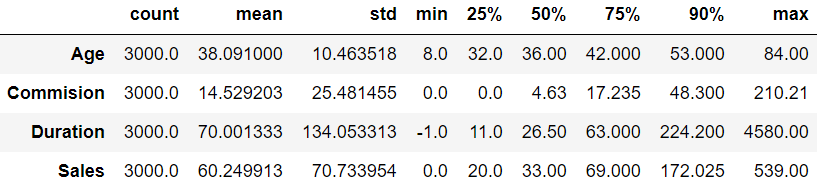 count mean std min 25% 50% 75% 90% max
Age 3000.0 38.091000 10.463518 8.0 32.0 36.00 42.000 53.000 84.00
Commision 3000.0 14.529203 25.481455 0.0 0.0 4.63 17.235 48.300 210.21
Duration 3000.0 70.001333 134.053313 -1.0 11.0 26.50 63.000 224.200 4580.00
Sales 3000.0 60.249913 70.733954 0.0 20.0 33.00 69.000 172.025 539.00